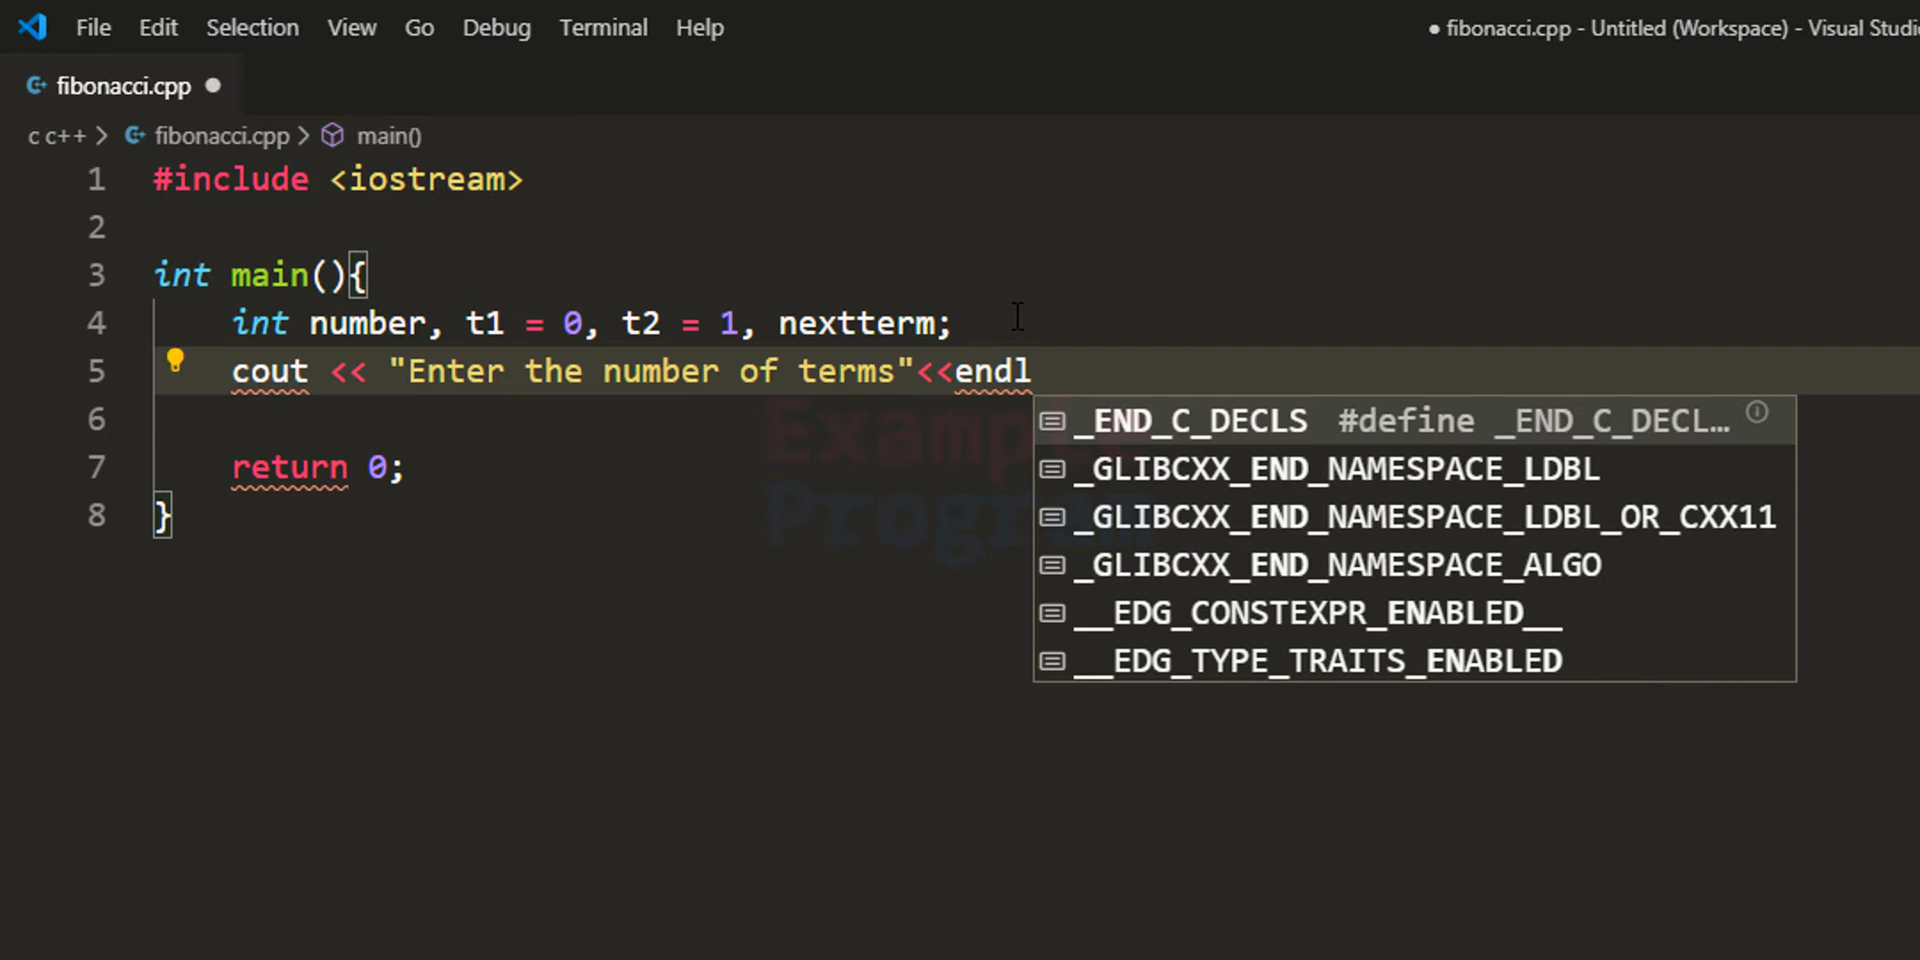 File Edit Selection View Go Debug Terminal Help
● fibonacci.cpp - Untitled (Workspace) - Visual Studi
fibonacci.cpp ●
c c++ > fibonacci.cpp > main()
1 #include <iostream>
2
3 int main(){
4 int number, t1 = 0, t2 = 1, nextterm;
5 cout << "Enter the number of terms"<<endl
6
7 return 0;
8 }
_END_C_DECLS #define _END_C_DECL…
_GLIBCXX_END_NAMESPACE_LDBL
_GLIBCXX_END_NAMESPACE_LDBL_OR_CXX11
_GLIBCXX_END_NAMESPACE_ALGO
__EDG_CONSTEXPR_ENABLED__
__EDG_TYPE_TRAITS_ENABLED
Example
Program